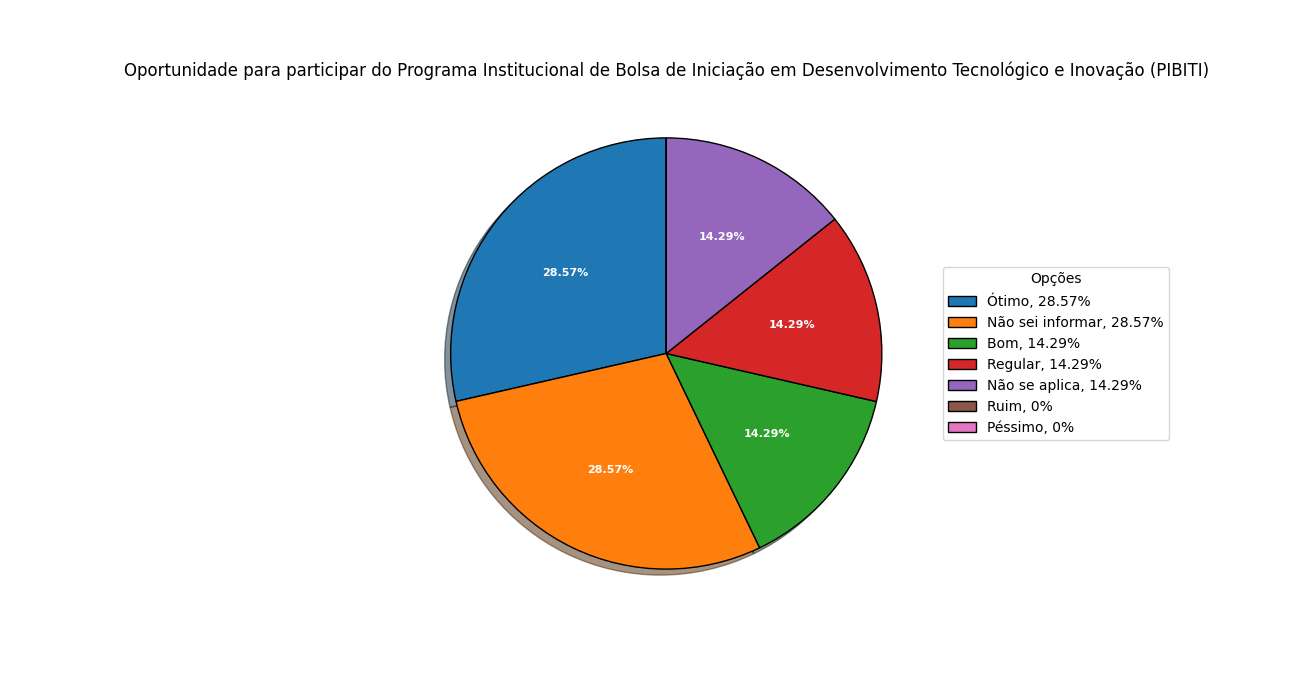 Oportunidade para participar do Programa Institucional de Bolsa de Iniciação em Desenvolvimento Tecnológico e Inovação (PIBITI)
14.29%
28.57%
14.29%
14.29%
28.57%
Opções
Ótimo, 28.57%
Não sei informar, 28.57%
Bom, 14.29%
Regular, 14.29%
Não se aplica, 14.29%
Ruim, 0%
Péssimo, 0%